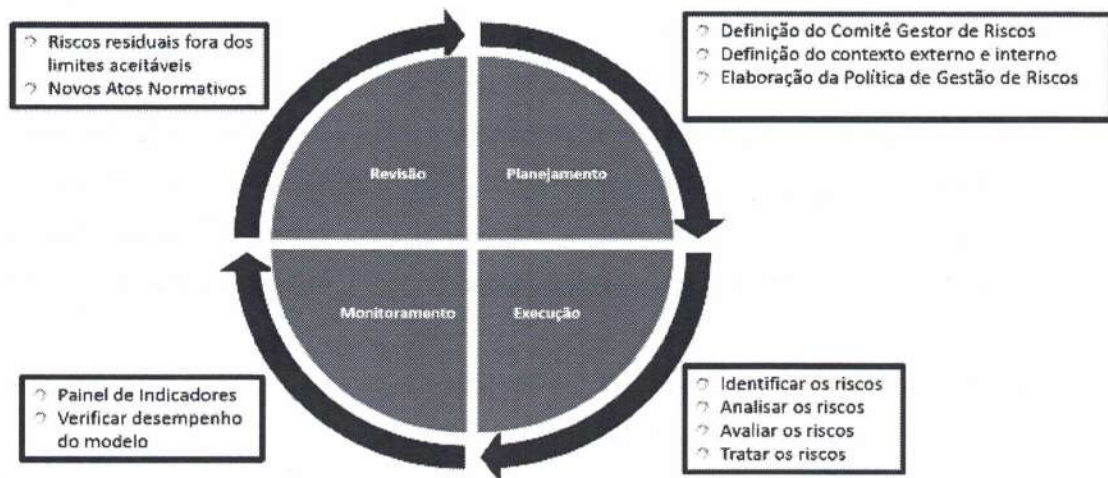 Riscos residuais fora dos
limites aceitáveis
Novos Atos Normativos
Definição do Comitê Gestor de Riscos
Definição do contexto externo e interno
Elaboração da Política de Gestão de Riscos
Revisão
Planejamento
Monitoramento
Execução
Painel de Indicadores
Verificar desempenho
do modelo
Identificar os riscos
Analisar os riscos
Avaliar os riscos
Tratar os riscos